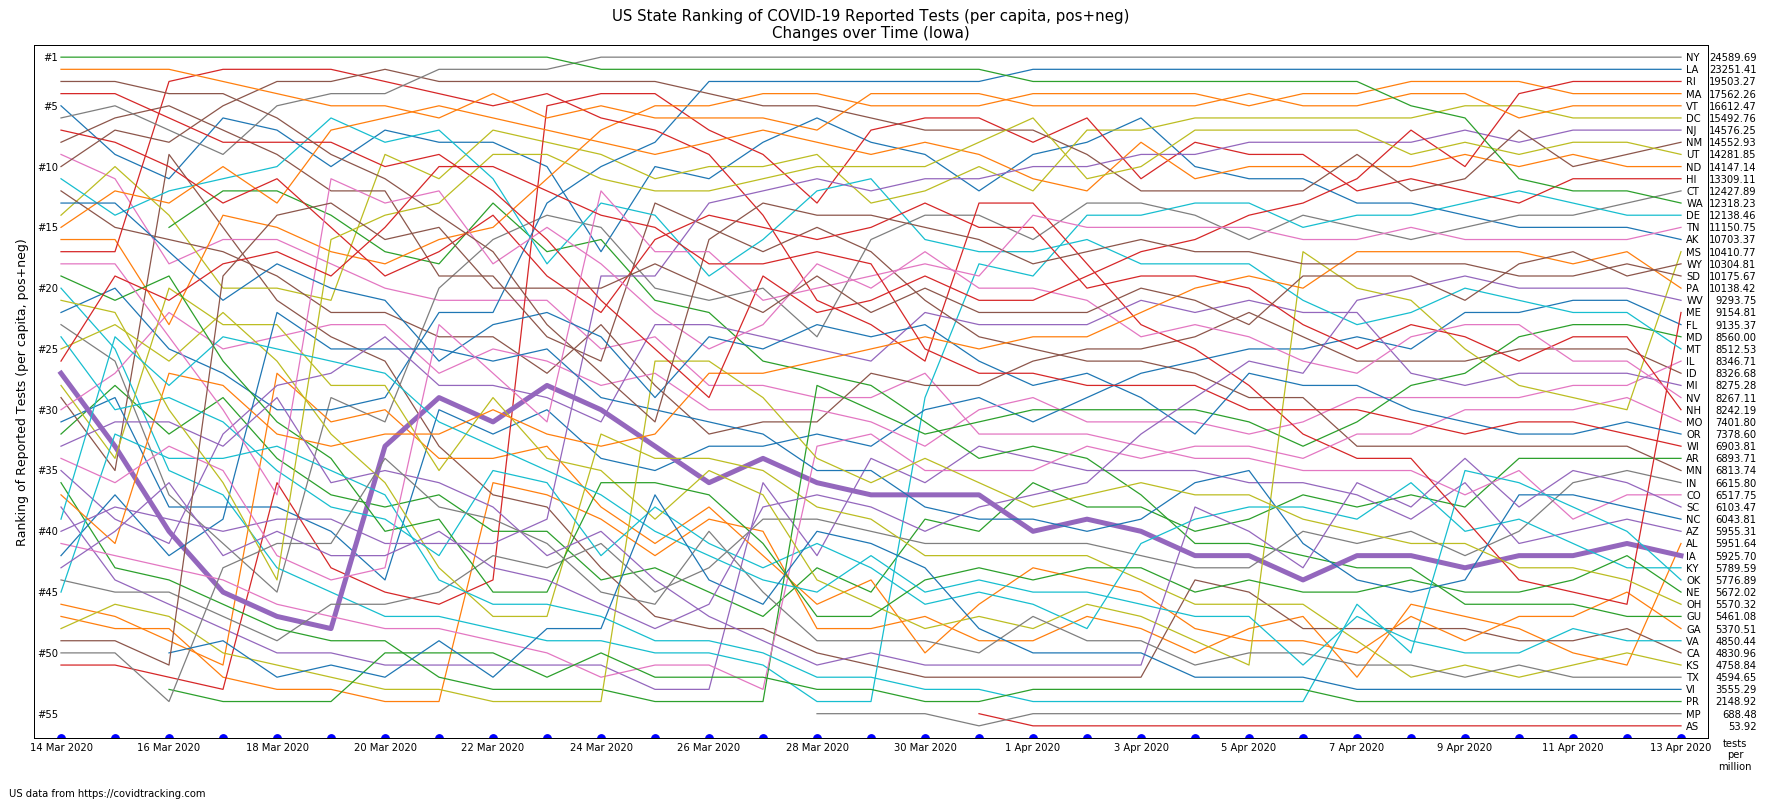 US State Ranking of COVID-19 Reported Tests (per capita, pos+neg)
Changes over Time (Iowa)
Ranking of Reported Tests (per capita, pos+neg)
#1
#5
#10
#15
#20
#25
#30
#35
#40
#45
#50
#55
NY 24589.69
LA 23251.41
RI 19503.27
MA 17562.26
VT 16612.47
DC 15492.76
NJ 14576.25
NM 14552.93
UT 14281.85
ND 14147.14
HI 13309.11
CT 12427.89
WA 12318.23
DE 12138.46
TN 11150.75
AK 10703.37
MS 10410.77
WY 10304.81
SD 10175.67
PA 10138.42
WV 9293.75
ME 9154.81
FL 9135.37
MD 8560.00
MT 8512.53
IL 8346.71
ID 8326.68
MI 8275.28
NV 8267.11
NH 8242.19
MO 7401.80
OR 7378.60
WI 6903.81
AR 6893.71
MN 6813.74
IN 6615.80
CO 6517.75
SC 6103.47
NC 6043.81
AZ 5955.31
AL 5951.64
IA 5925.70
KY 5789.59
OK 5776.89
NE 5672.02
OH 5570.32
GU 5461.08
GA 5370.51
VA 4850.44
CA 4830.96
KS 4758.84
TX 4594.65
VI 3555.29
PR 2148.92
MP 688.48
AS 53.92
14 Mar 2020 16 Mar 2020 18 Mar 2020 20 Mar 2020 22 Mar 2020 24 Mar 2020 26 Mar 2020 28 Mar 2020 30 Mar 2020 1 Apr 2020 3 Apr 2020 5 Apr 2020 7 Apr 2020 9 Apr 2020 11 Apr 2020 13 Apr 2020
tests
per
million
US data from https://covidtracking.com